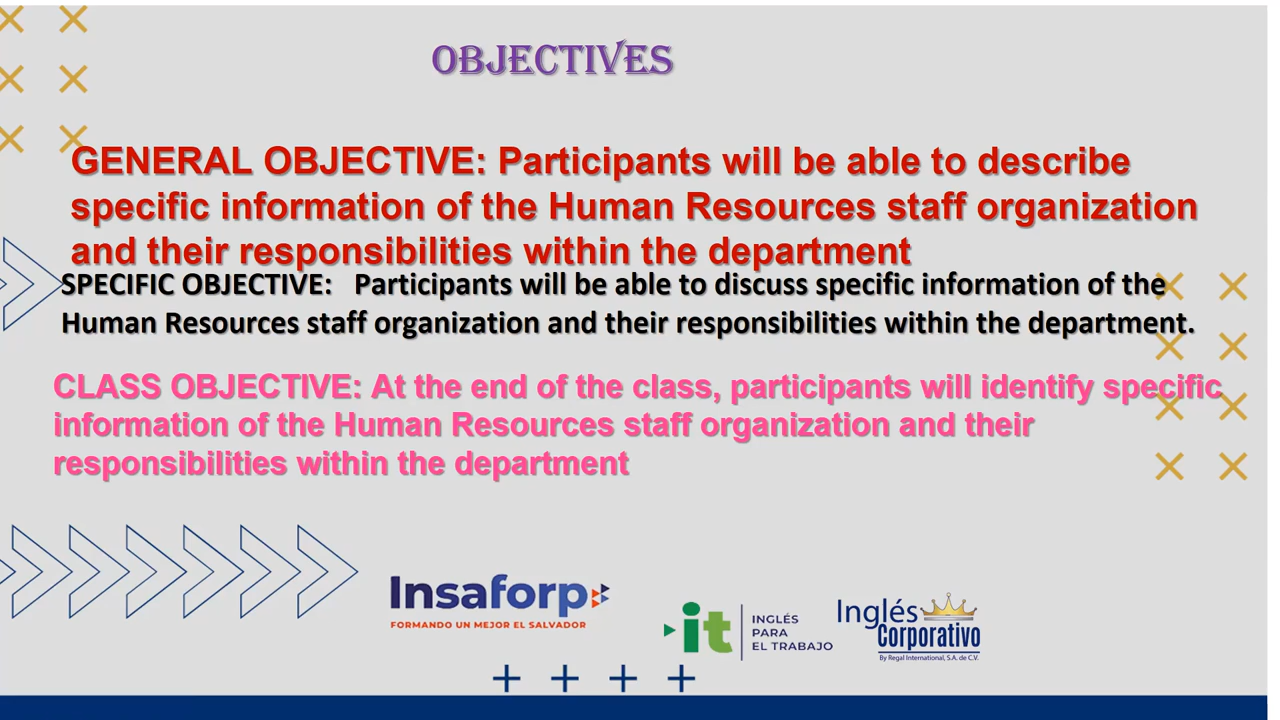 OBJECTIVES
GENERAL OBJECTIVE: Participants will be able to describe
specific information of the Human Resources staff organization
and their responsibilities within the department
SPECIFIC OBJECTIVE: Participants will be able to discuss specific information of the
Human Resources staff organization and their responsibilities within the department.
CLASS OBJECTIVE: At the end of the class, participants will identify specific
information of the Human Resources staff organization and their
responsibilities within the department
Insaforp
FORMANDO UN MEJOR EL SALVADOR
it
INGLÉS
PARA
EL TRABAJO
Inglés
Corporativo
By Regal International, S.A. de C.V.